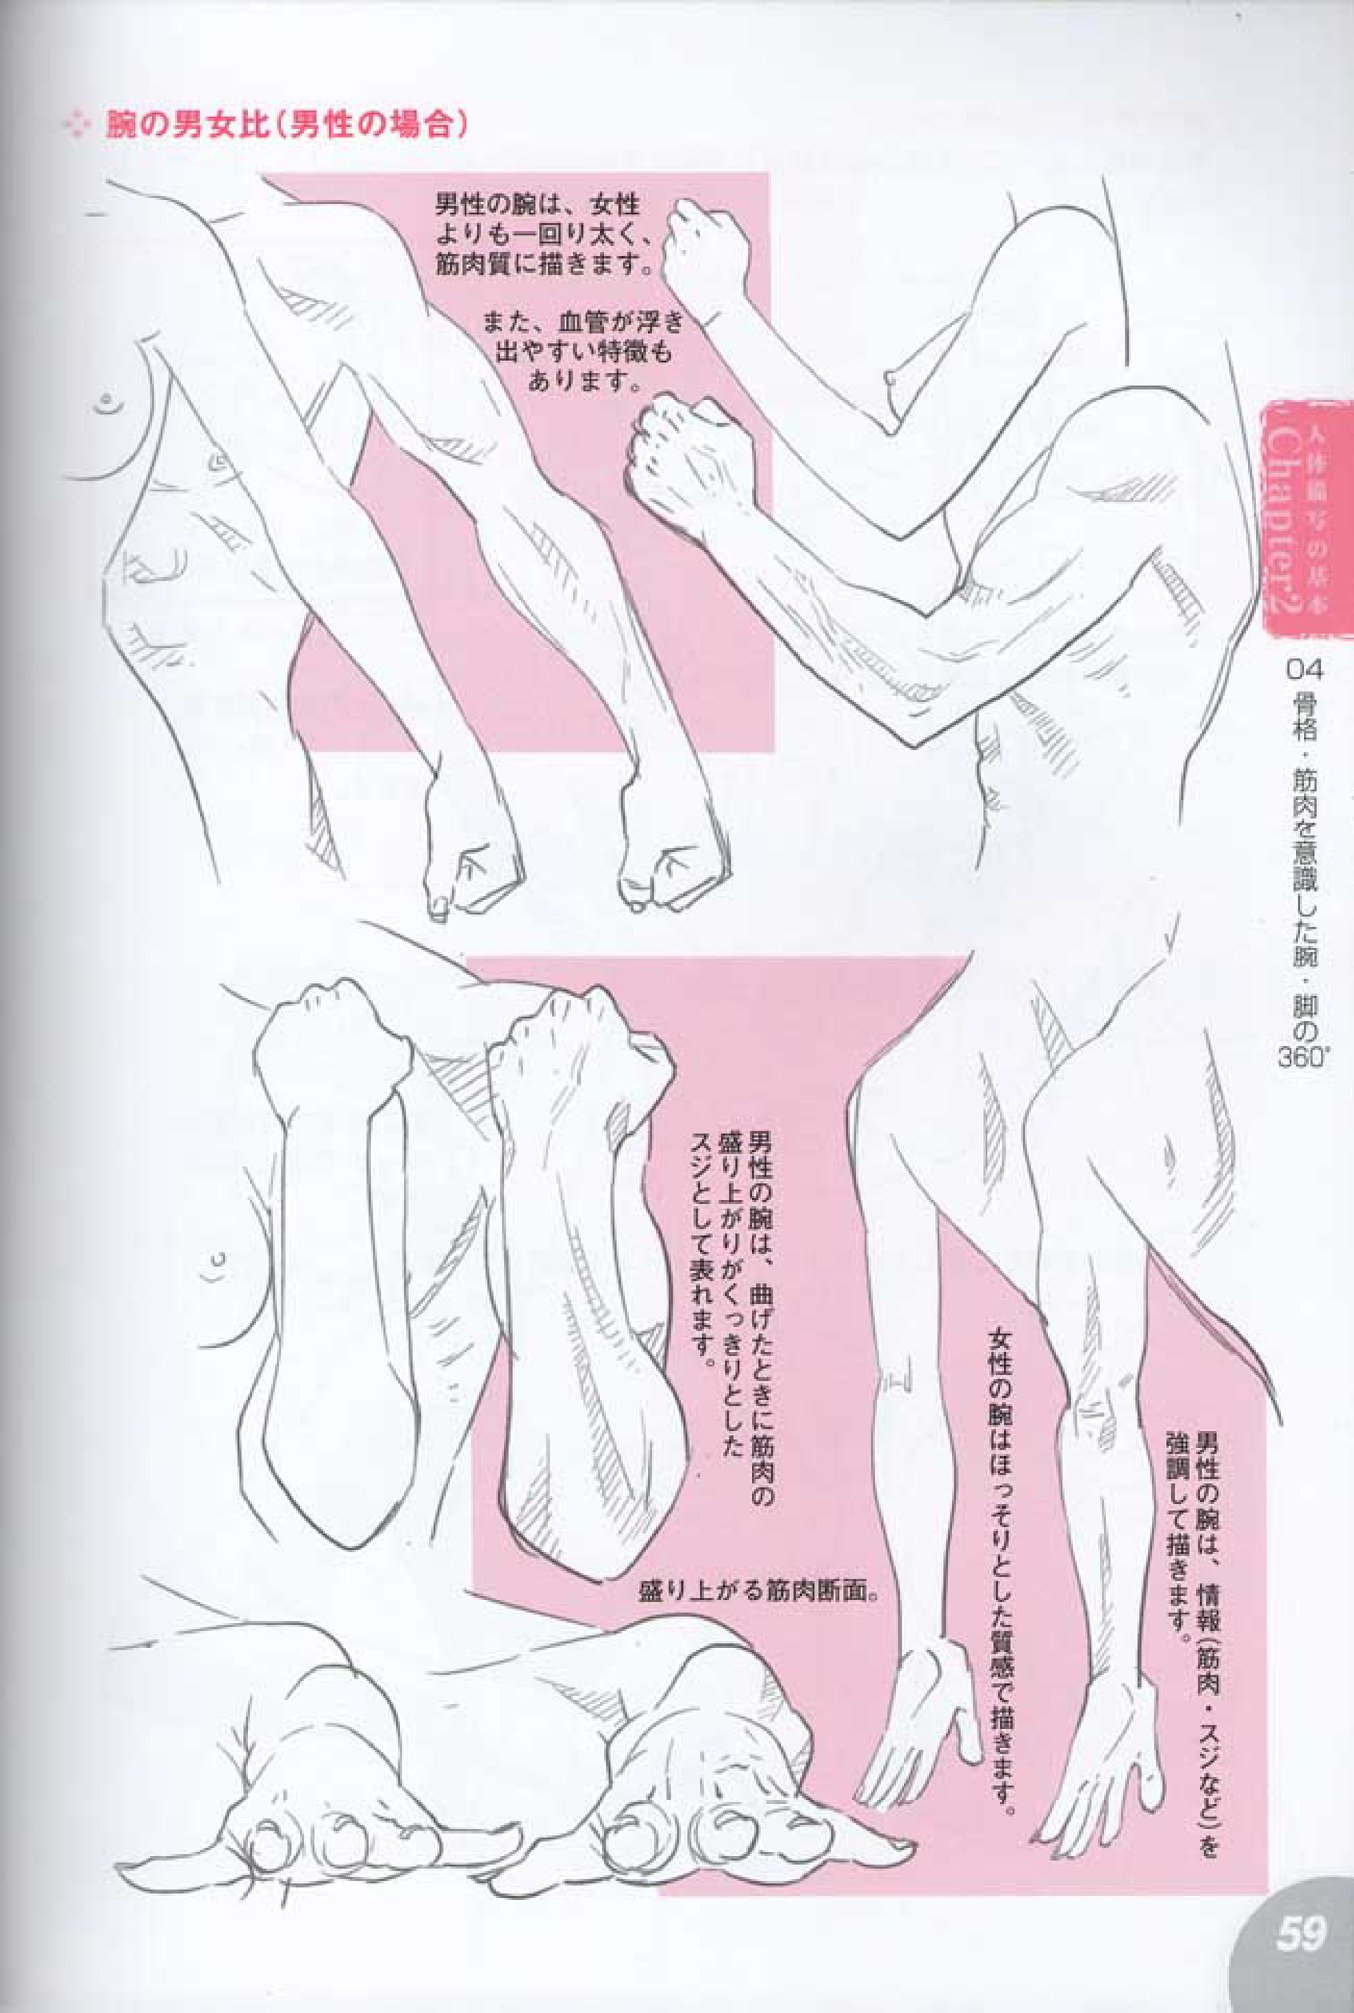 腕の男女比(男性の場合)
男性の腕は、女性
よりも一回り太く、
筋肉質に描きます。
また、血管が浮き
出やすい特徴も
あります。
人体描写の基本
Chapter2
04 骨格・筋肉を意識した腕・脚の360°
男性の腕は、曲げたときに筋肉の
盛り上がりがくっきりとした
スジとして表れます。
女性の腕はほっそりとした質感で描きます。
男性の腕は、情報(筋肉・スジなど)を
強調して描きます。
盛り上がる筋肉断面。
59